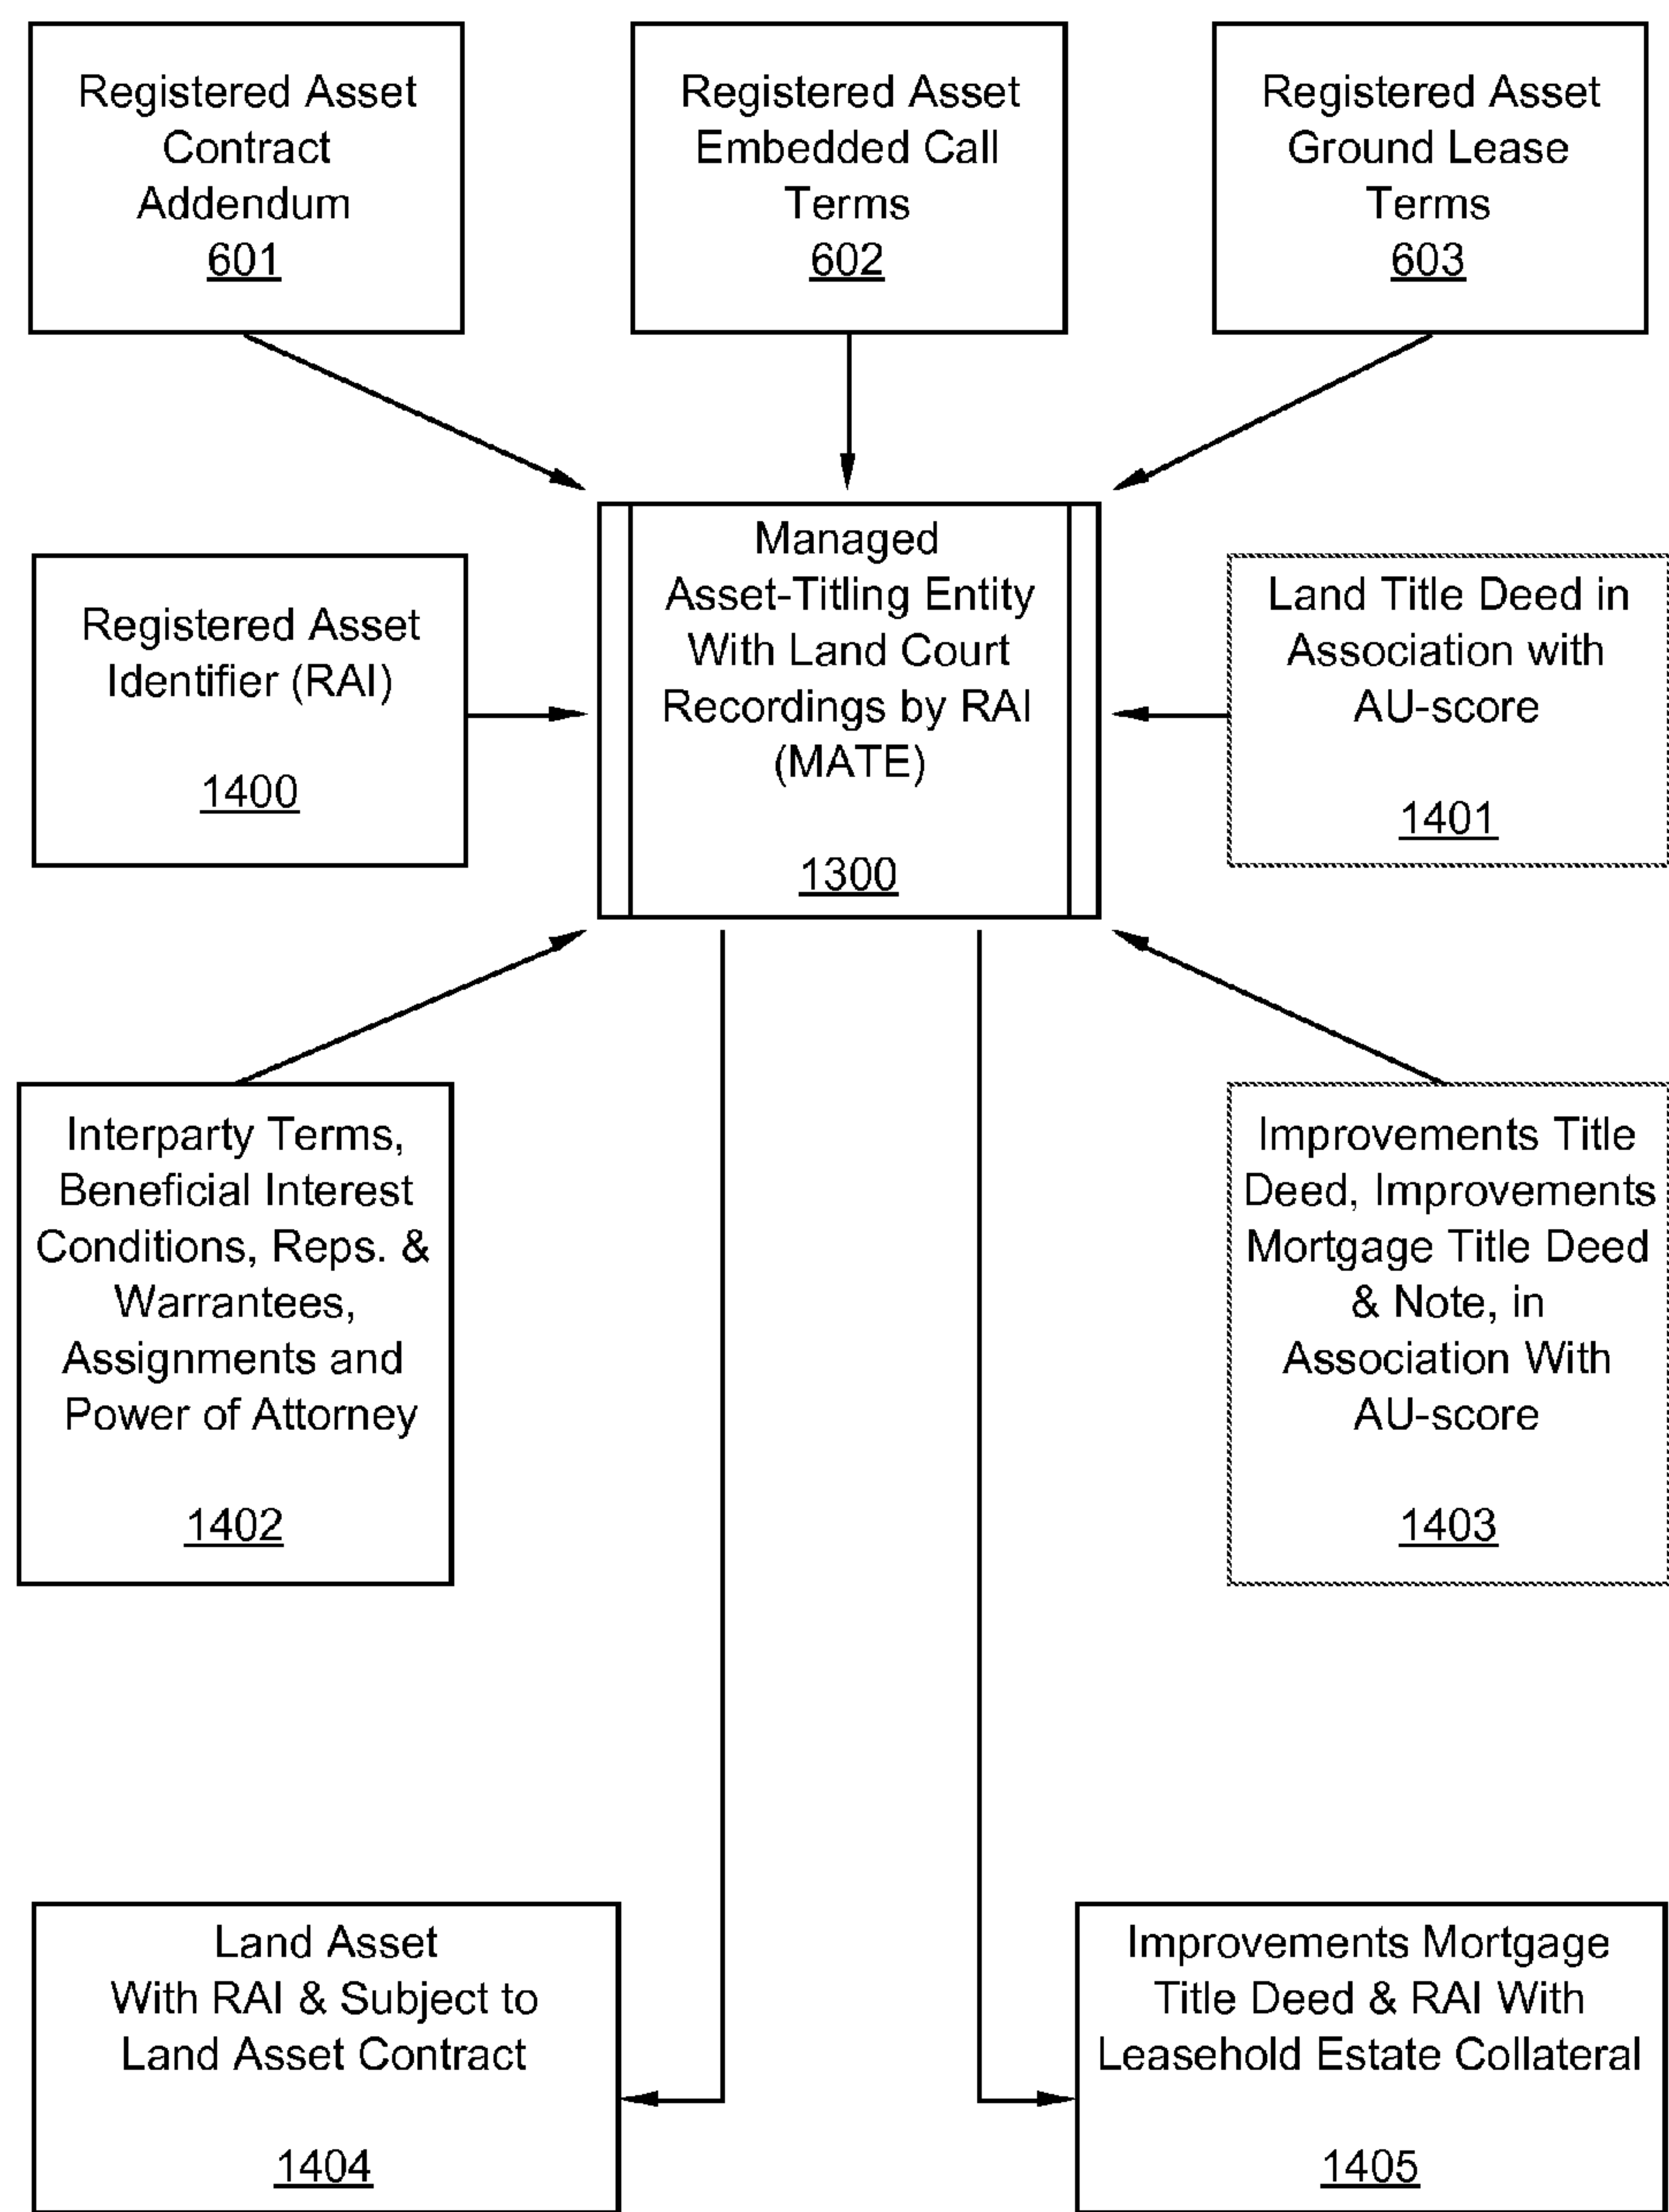 Registered Asset
Contract
Addendum
601
Registered Asset
Embedded Call
Terms
602
Registered Asset
Ground Lease
Terms
603
Registered Asset
Identifier (RAI)
1400
Managed
Asset-Titling Entity
With Land Court
Recordings by RAI
(MATE)
1300
Land Title Deed in
Association with
AU-score
1401
Interparty Terms,
Beneficial Interest
Conditions, Reps. &
Warrantees,
Assignments and
Power of Attorney
1402
Improvements Title
Deed, Improvements
Mortgage Title Deed
& Note, in
Association With
AU-score
1403
Land Asset
With RAI & Subject to
Land Asset Contract
1404
Improvements Mortgage
Title Deed & RAI With
Leasehold Estate Collateral
1405